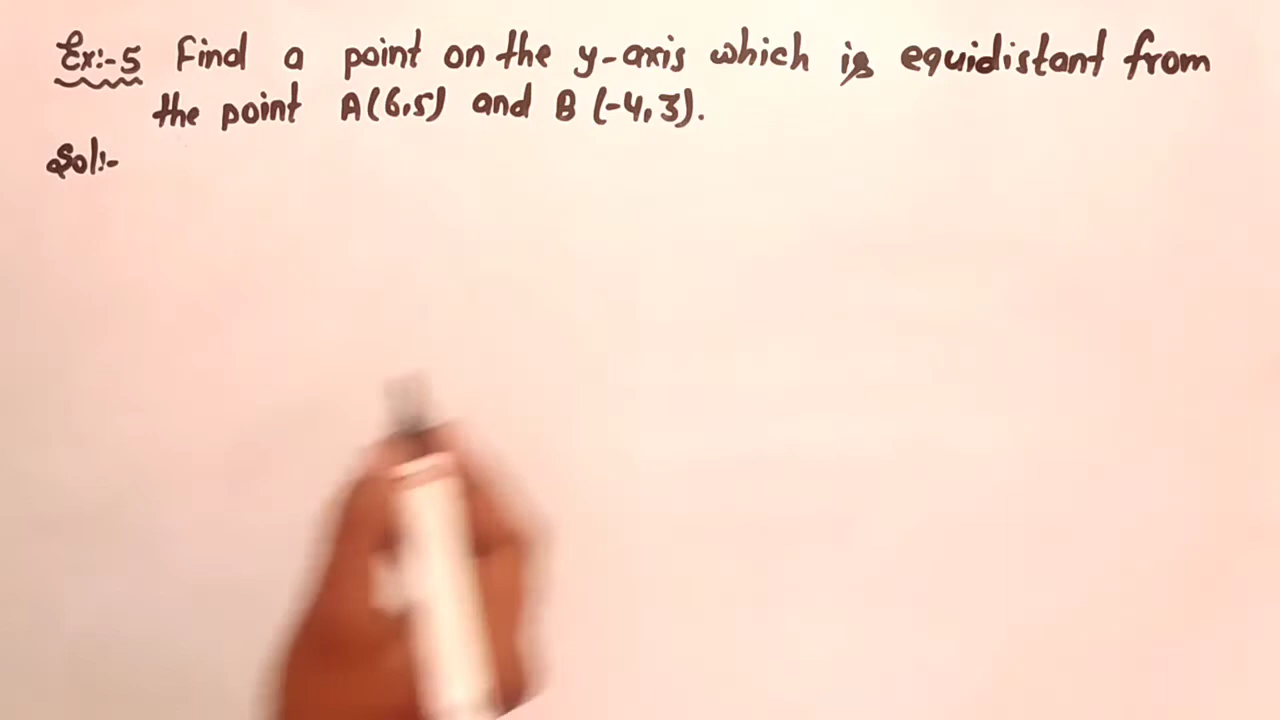 Ex:-5 Find a point on the y-axis which is equidistant from
the point A(6,5) and B (-4,3).
Sol:-